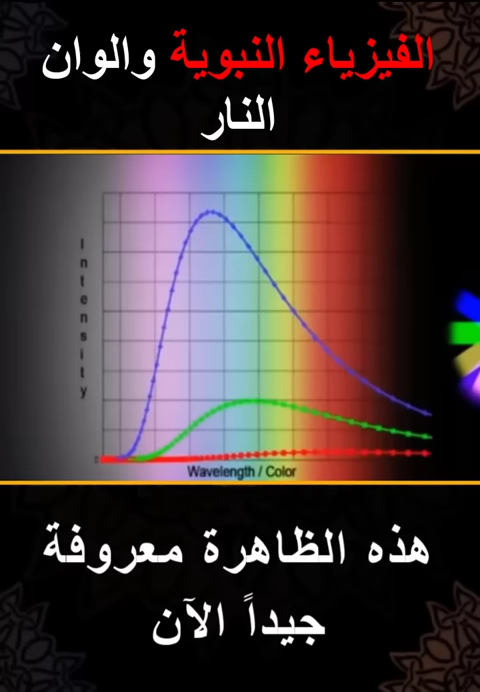 الفيزياء النبوية والوان
النار
Intensity
Wavelength / Color
هذه الظاهرة معروفة
جيداً الآن